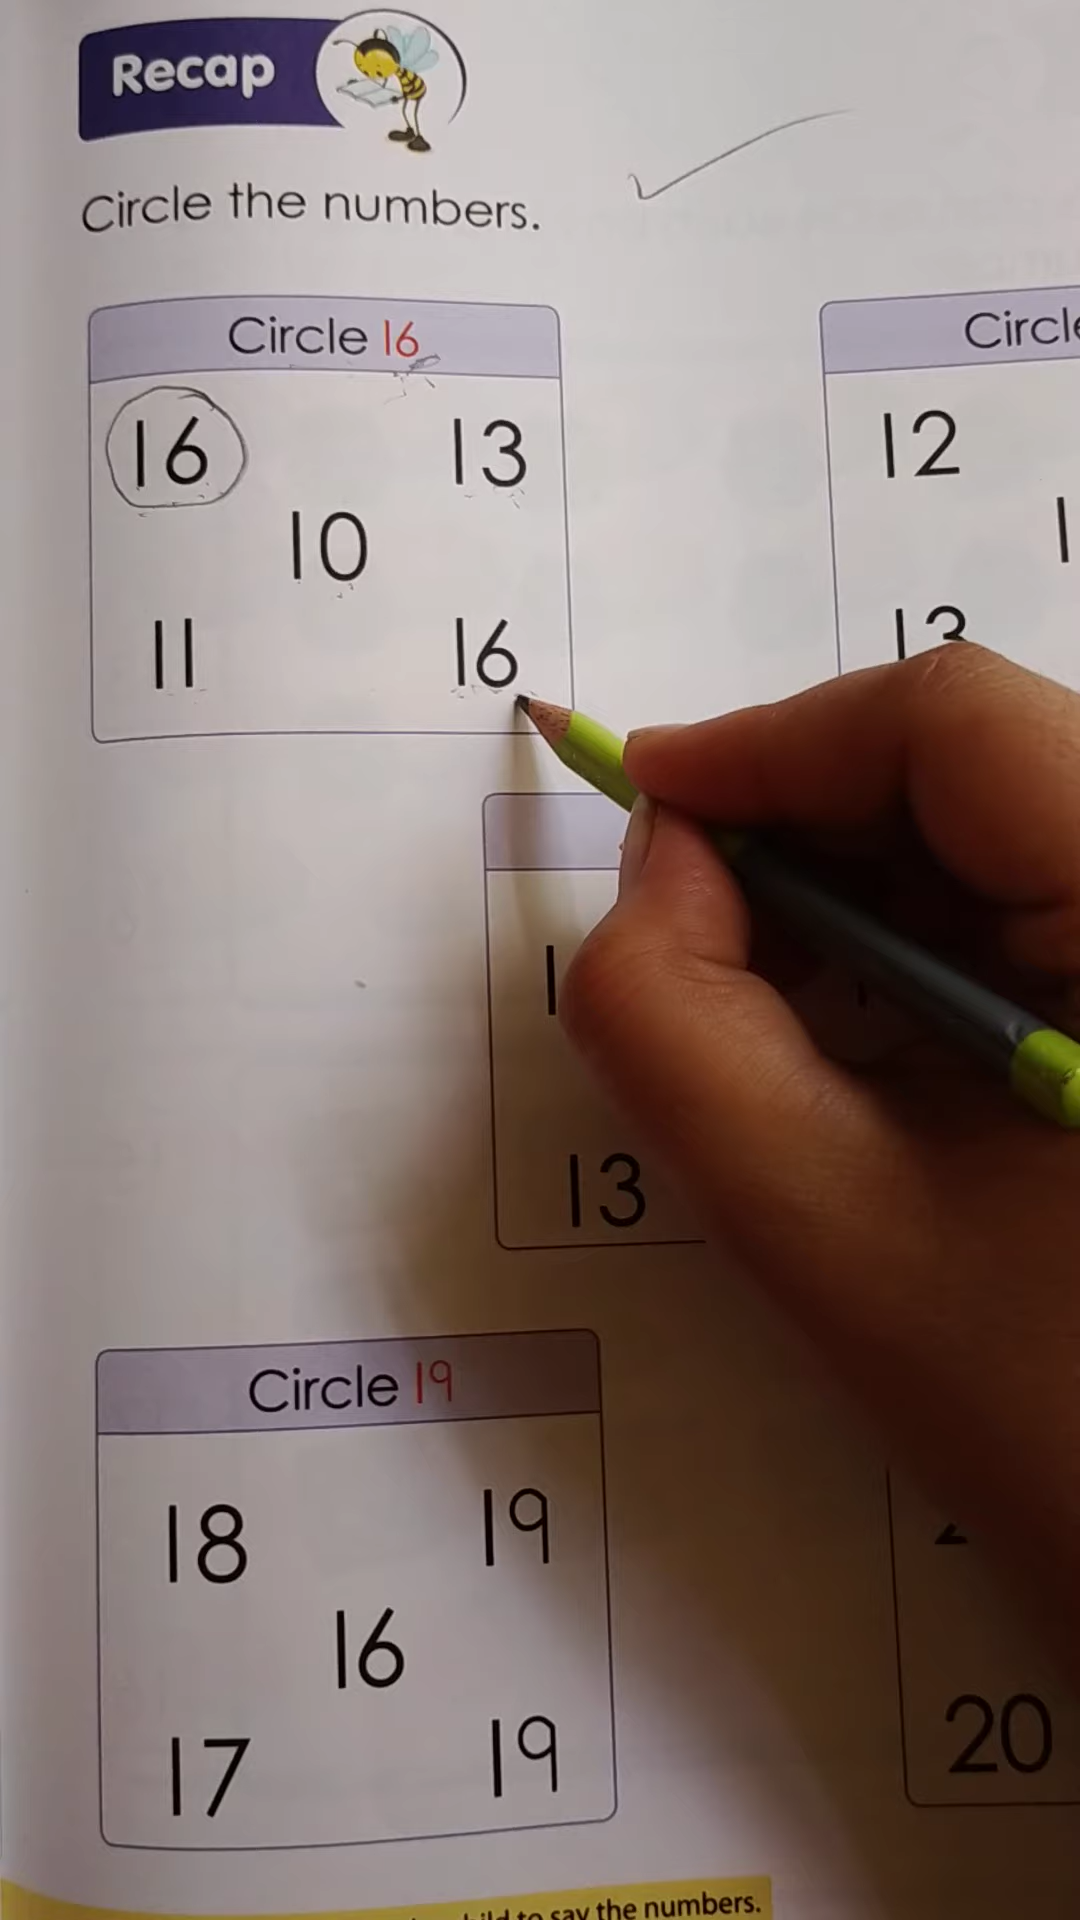 Recap
Circle the numbers.
Circle 16
16 13
10
11 16
12
13
13
Circle 19
18 19
16
17 19
20
to say the numbers.